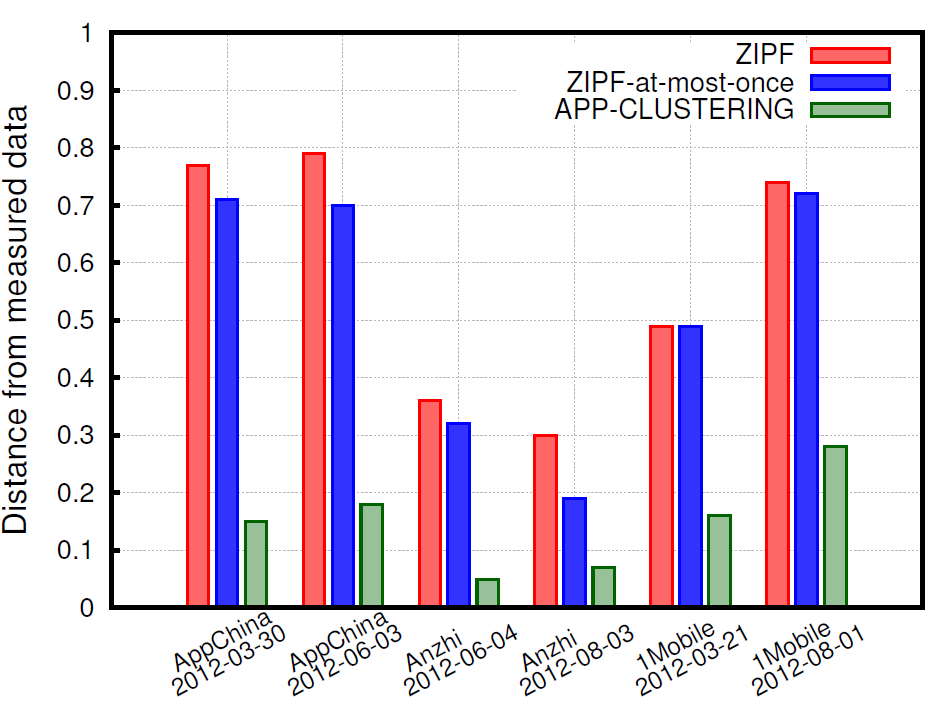 Distance from measured data
1
0.9
0.8
0.7
0.6
0.5
0.4
0.3
0.2
0.1
0
ZIPF
ZIPF-at-most-once
APP-CLUSTERING
AppChina
2012-03-30
AppChina
2012-06-03
Anzhi
2012-06-04
Anzhi
2012-08-03
1Mobile
2012-03-21
1Mobile
2012-08-01